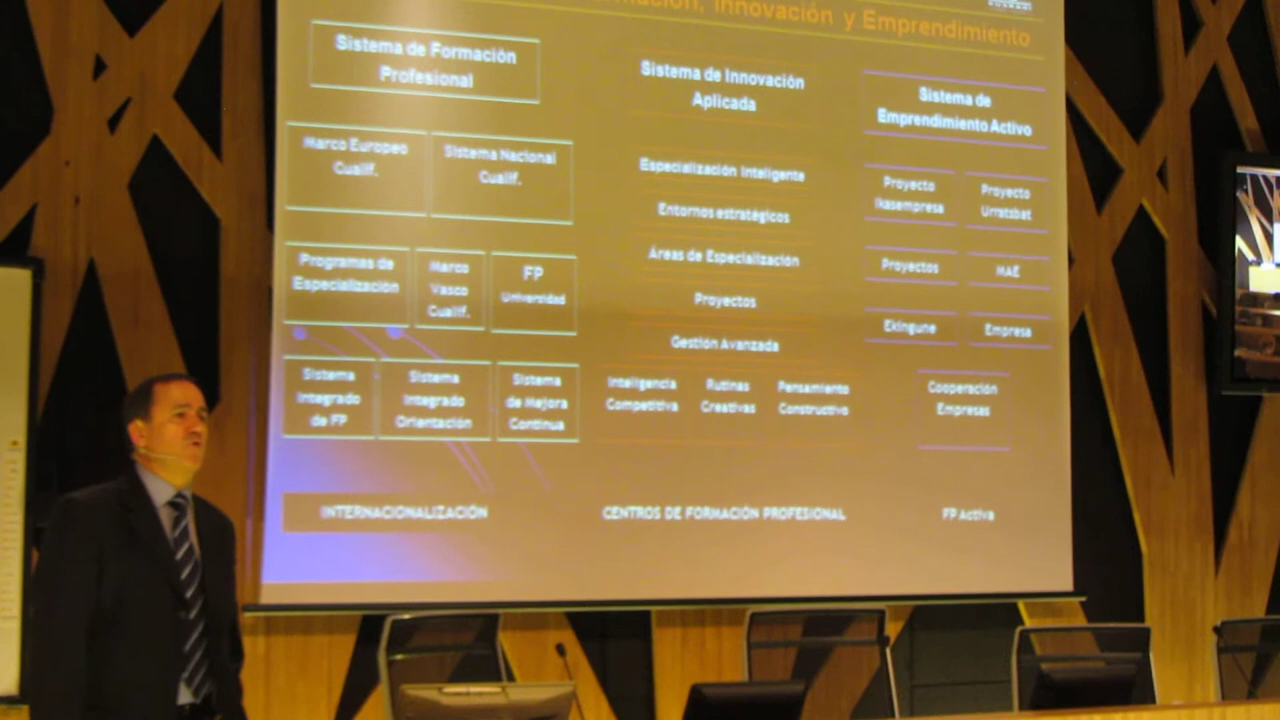 Innovación y Emprendimiento
Sistema de Formación
Profesional
Marco Europeo
Cualif.
Sistema Nacional
Cualif.
Programas de
Especialización
Marco
Vasco
Cualif.
FP
Universidad
Sistema
Integrado
de FP
Sistema
Integrado
Orientación
Sistema
de Mejora
Continua
INTERNACIONALIZACIÓN
Sistema de Innovación
Aplicada
Especialización Inteligente
Entornos estratégicos
Áreas de Especialización
Proyectos
Gestión Avanzada
Inteligencia
Competitiva
Rutinas
Creativas
Pensamiento
Constructivo
CENTROS DE FORMACIÓN PROFESIONAL
Sistema de
Emprendimiento Activo
Proyecto
Ikasempresa
Proyecto
Urratsbat
Proyectos
MAE
Ekingune
Empresa
Cooperación
Empresas
FP Activa